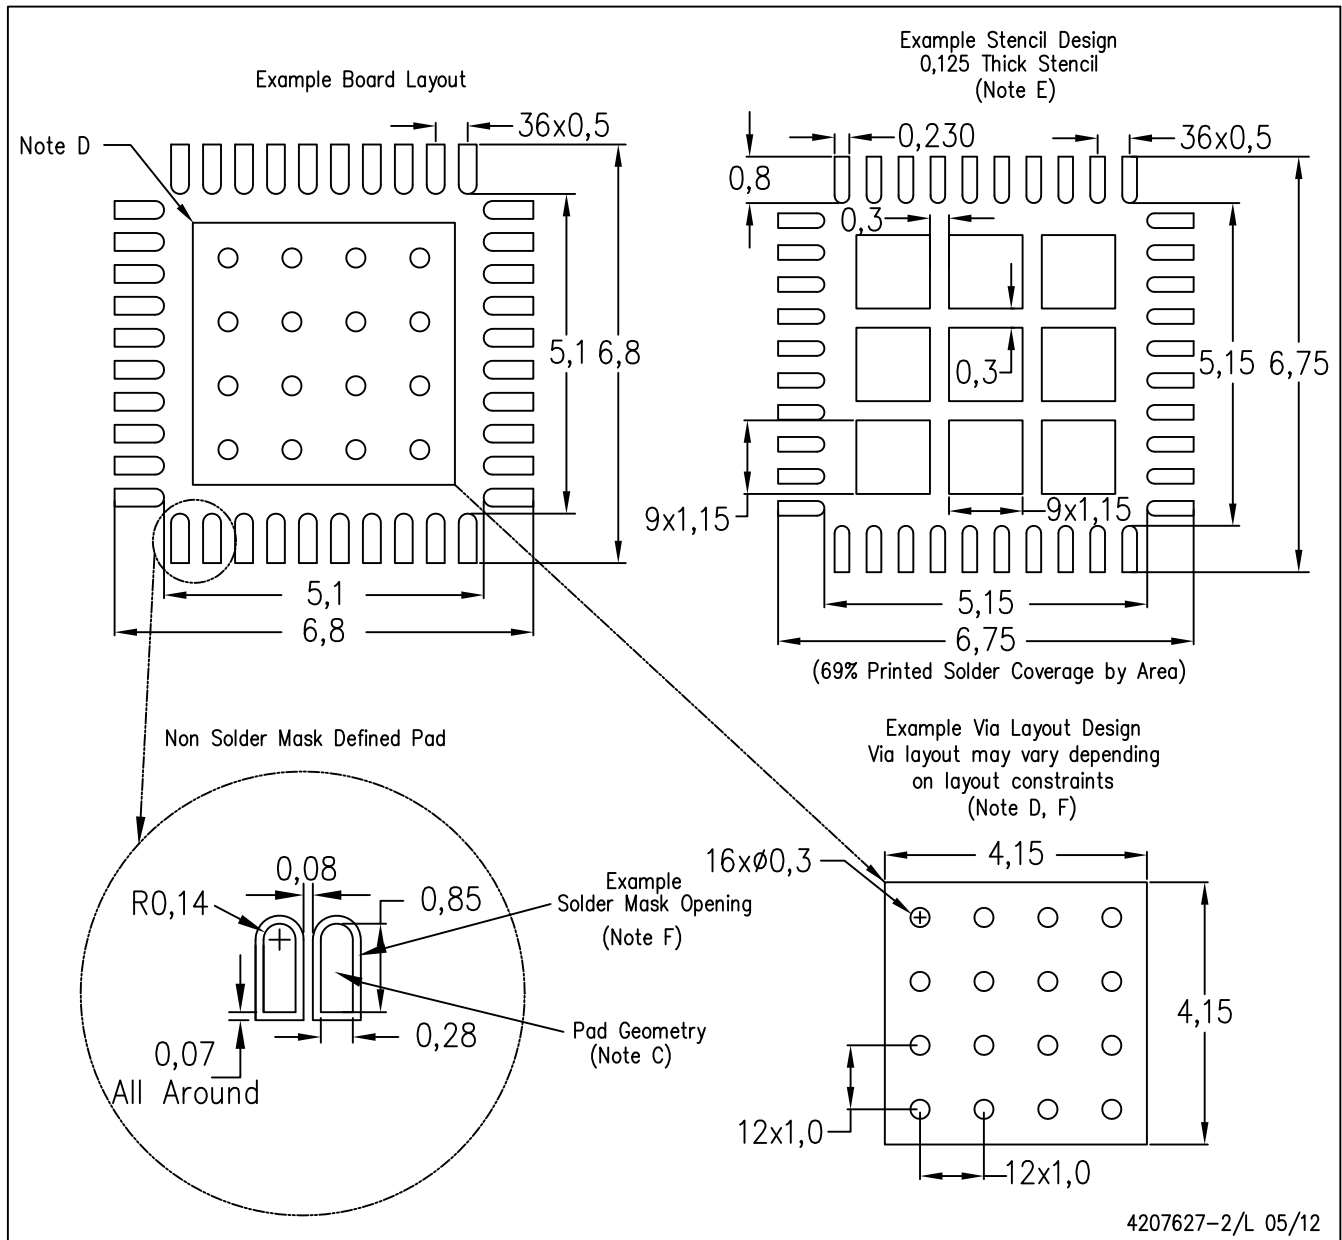 Example Board Layout
Note D
36x0,5
5,1
6,8
5,1
6,8
Example Stencil Design
0,125 Thick Stencil
(Note E)
0,230
36x0,5
0,8
0,3
0,3
5,15
6,75
9x1,15
9x1,15
5,15
6,75
(69% Printed Solder Coverage by Area)
Non Solder Mask Defined Pad
0,08
R0,14
0,85
Example
Solder Mask Opening
(Note F)
0,28
Pad Geometry
(Note C)
0,07
All Around
Example Via Layout Design
Via layout may vary depending
on layout constraints
(Note D, F)
16xø0,3
4,15
4,15
12x1,0
12x1,0
4207627-2/L 05/12